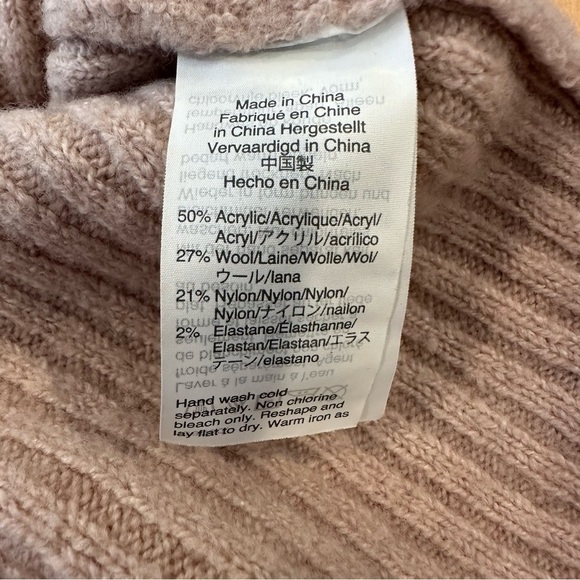 Made in China
Fabriqué en Chine
in China Hergestellt
Vervaardigd in China
中国製
Hecho en China
50% Acrylic/Acrylique/Acryl/
Acryl/アクリル/acrílico
27% Wool/Laine/Wolle/Wol/
ウール/lana
21% Nylon/Nylon/Nylon/
Nylon/ナイロン/nailon
2% Elastane/Élasthanne/
Elastan/Elastaan/エラス
テーン/elastano
Hand wash cold
separately. Non chlorine
bleach only. Reshape and
lay flat to dry. Warm iron as